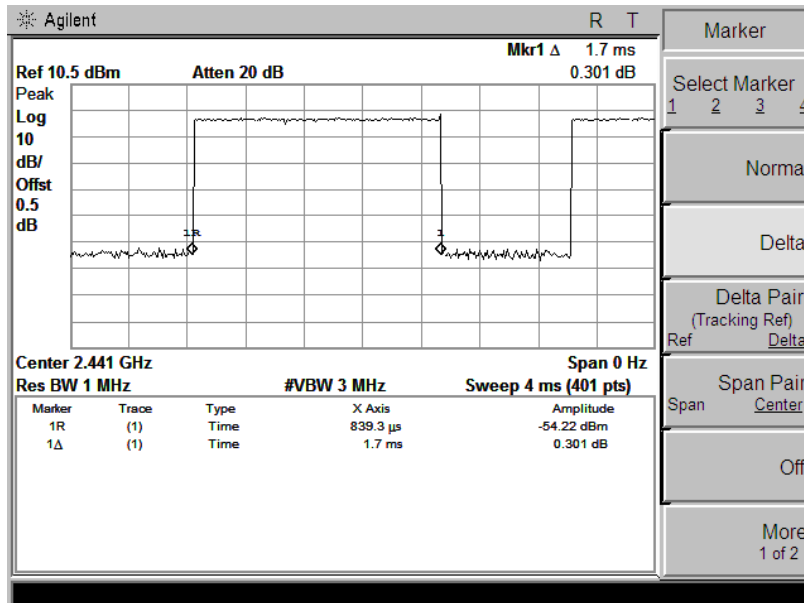 Agilent R T
Mkr1 Δ 1.7 ms
Ref 10.5 dBm Atten 20 dB 0.301 dB
Peak
Log
10
dB/
Offst
0.5
dB
1R 1
Center 2.441 GHz Span 0 Hz
Res BW 1 MHz #VBW 3 MHz Sweep 4 ms (401 pts)
Marker Trace Type X Axis Amplitude
1R (1) Time 839.3 µs -54.22 dBm
1Δ (1) Time 1.7 ms 0.301 dB
Marker
Select Marker
1 2 3 4
Norma
Delta
Delta Pair
(Tracking Ref)
Ref Delta
Span Pair
Span Center
Off
More
1 of 2